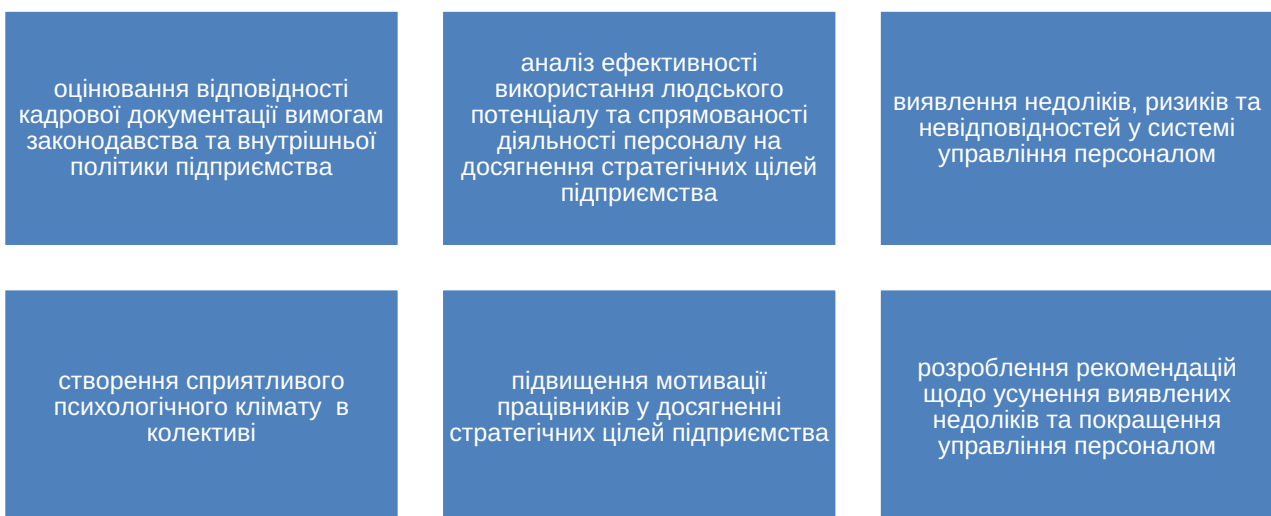 оцінювання відповідності
кадрової документації вимогам
законодавства та внутрішньої
політики підприємства
аналіз ефективності
використання людського
потенціалу та спрямованості
діяльності персоналу на
досягнення стратегічних цілей
підприємства
виявлення недоліків, ризиків та
невідповідностей у системі
управління персоналом
створення сприятливого
психологічного клімату в
колективі
підвищення мотивації
працівників у досягненні
стратегічних цілей підприємства
розроблення рекомендацій
щодо усунення виявлених
недоліків та покращення
управління персоналом